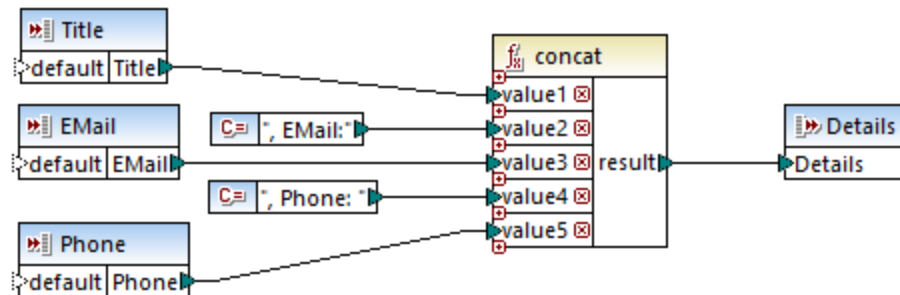 Title
default Title
EMail
default EMail
Phone
default Phone
C= ", EMail:"
C= ", Phone: "
fx concat
value1
value2
value3
value4
value5
result
Details
Details